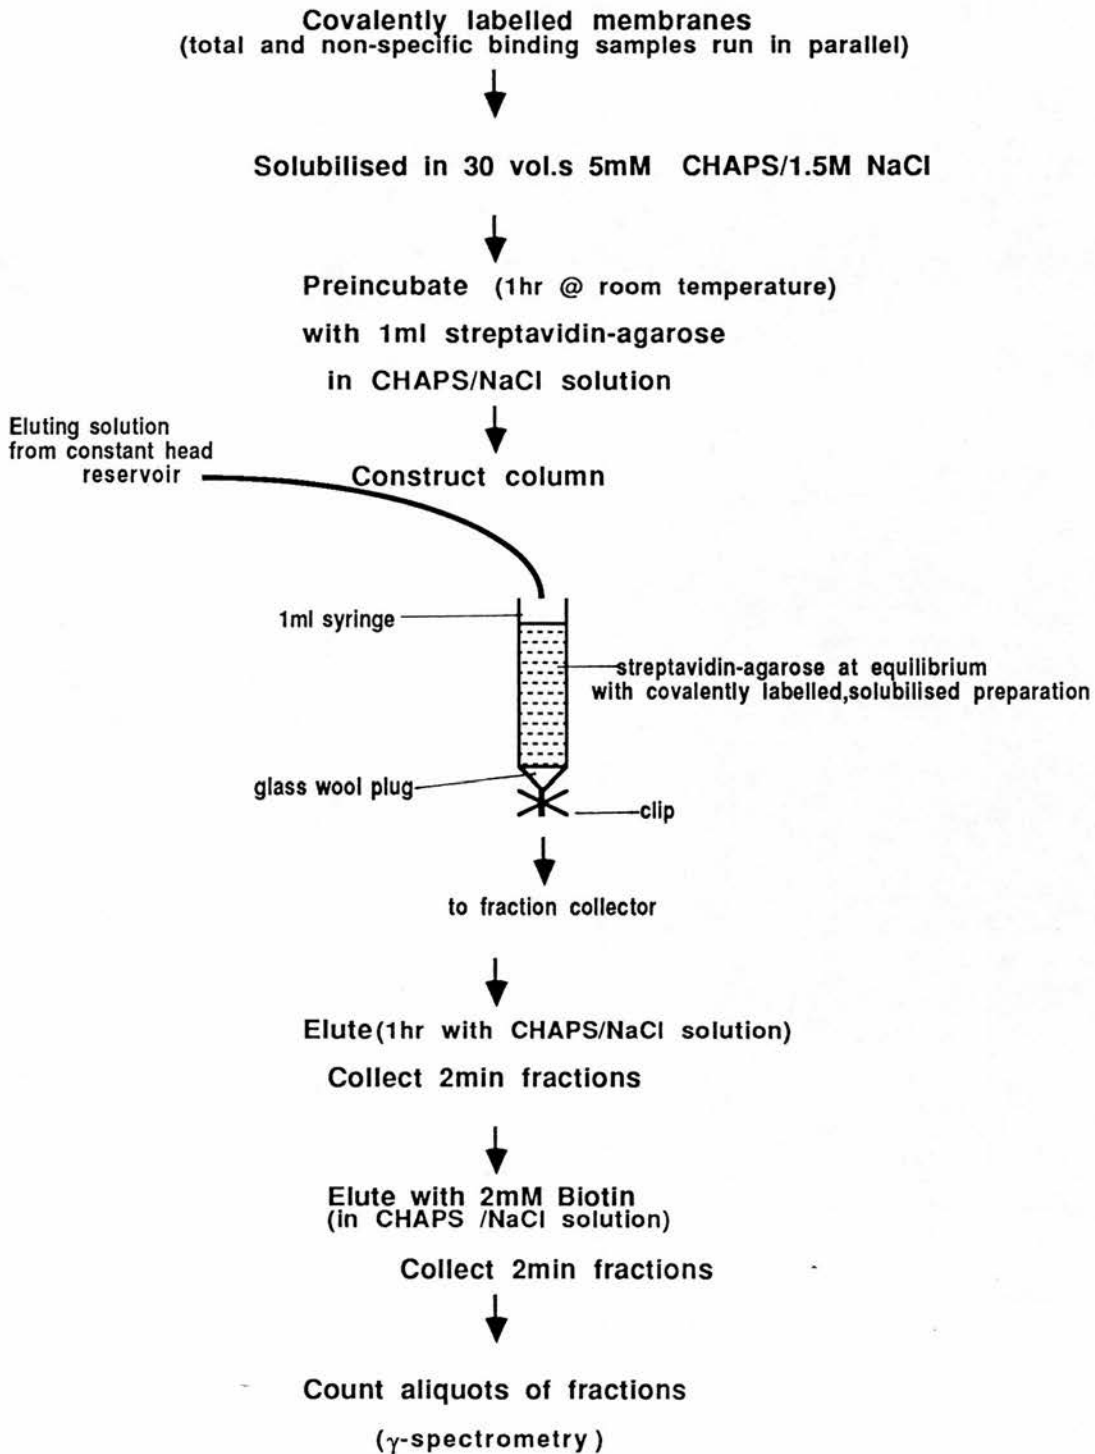 Covalently labelled membranes
(total and non-specific binding samples run in parallel)
Solubilised in 30 vol.s 5mM CHAPS/1.5M NaCl
Preincubate (1hr @ room temperature)
with 1ml streptavidin-agarose
in CHAPS/NaCl solution
Eluting solution
from constant head
reservoir
Construct column
1ml syringe
streptavidin-agarose at equilibrium
with covalently labelled,solubilised preparation
glass wool plug
clip
to fraction collector
Elute(1hr with CHAPS/NaCl solution)
Collect 2min fractions
Elute with 2mM Biotin
(in CHAPS /NaCl solution)
Collect 2min fractions
Count aliquots of fractions
(γ-spectrometry)